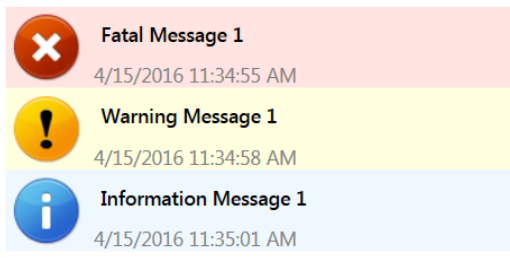 Fatal Message 1
4/15/2016 11:34:55 AM
Warning Message 1
4/15/2016 11:34:58 AM
Information Message 1
4/15/2016 11:35:01 AM